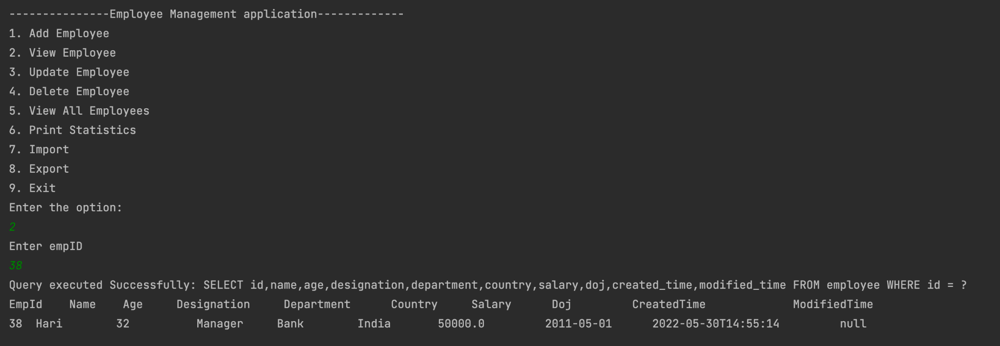 ---------------Employee Management application-------------
1. Add Employee
2. View Employee
3. Update Employee
4. Delete Employee
5. View All Employees
6. Print Statistics
7. Import
8. Export
9. Exit
Enter the option:
2
Enter empID
38
Query executed Successfully: SELECT id,name,age,designation,department,country,salary,doj,created_time,modified_time FROM employee WHERE id = ?
EmpId    Name    Age     Designation     Department      Country     Salary      Doj         CreatedTime             ModifiedTime
38  Hari        32          Manager     Bank        India       50000.0         2011-05-01      2022-05-30T14:55:14         null